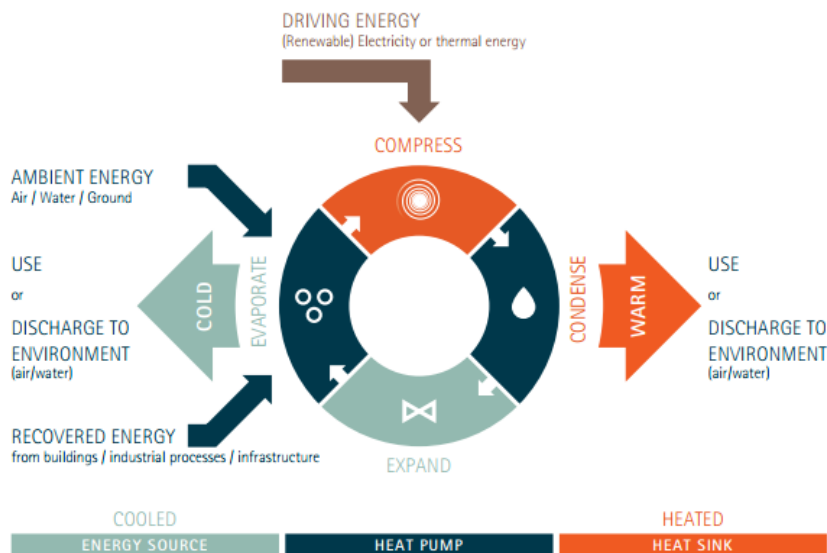 DRIVING ENERGY
(Renewable) Electricity or thermal energy
COMPRESS
AMBIENT ENERGY
Air / Water / Ground
USE
or
DISCHARGE TO
ENVIRONMENT
(air/water)
COLD
EVAPORATE
CONDENSE
WARM
USE
or
DISCHARGE TO
ENVIRONMENT
(air/water)
RECOVERED ENERGY
from buildings / industrial processes / infrastructure
EXPAND
COOLED
HEATED
ENERGY SOURCE
HEAT PUMP
HEAT SINK